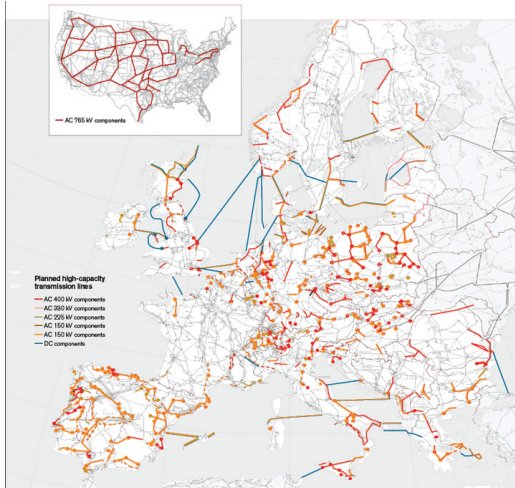 AC 765 kV components
Planned high-capacity
transmission lines
AC 400 kV components
AC 330 kV components
AC 225 kV components
AC 150 kV components
AC 150 kV components
DC components